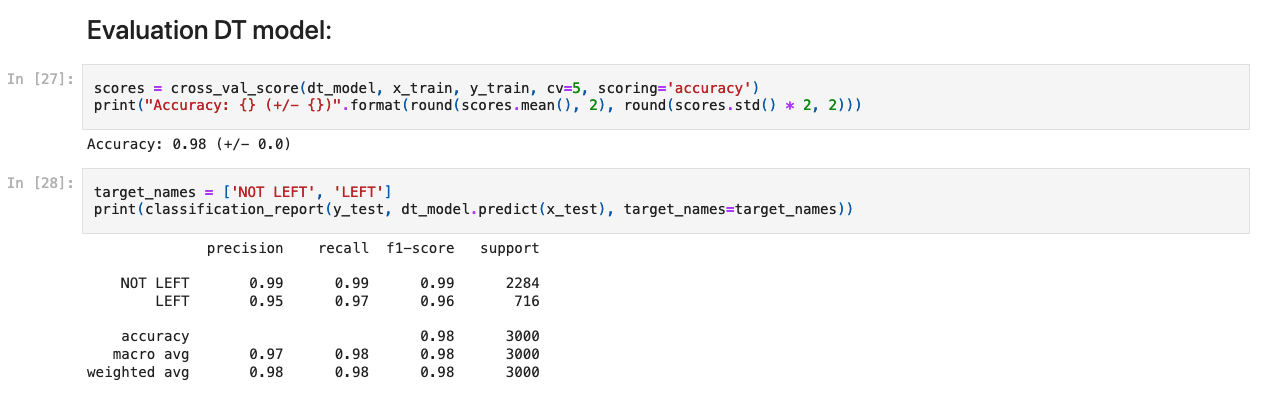 Evaluation DT model:
In [27]:
scores = cross_val_score(dt_model, x_train, y_train, cv=5, scoring='accuracy')
print("Accuracy: {} (+/- {})".format(round(scores.mean(), 2), round(scores.std() * 2, 2)))
Accuracy: 0.98 (+/- 0.0)
In [28]:
target_names = ['NOT LEFT', 'LEFT']
print(classification_report(y_test, dt_model.predict(x_test), target_names=target_names))
precision recall f1-score support
NOT LEFT 0.99 0.99 0.99 2284
LEFT 0.95 0.97 0.96 716
accuracy 0.98 3000
macro avg 0.97 0.98 0.98 3000
weighted avg 0.98 0.98 0.98 3000